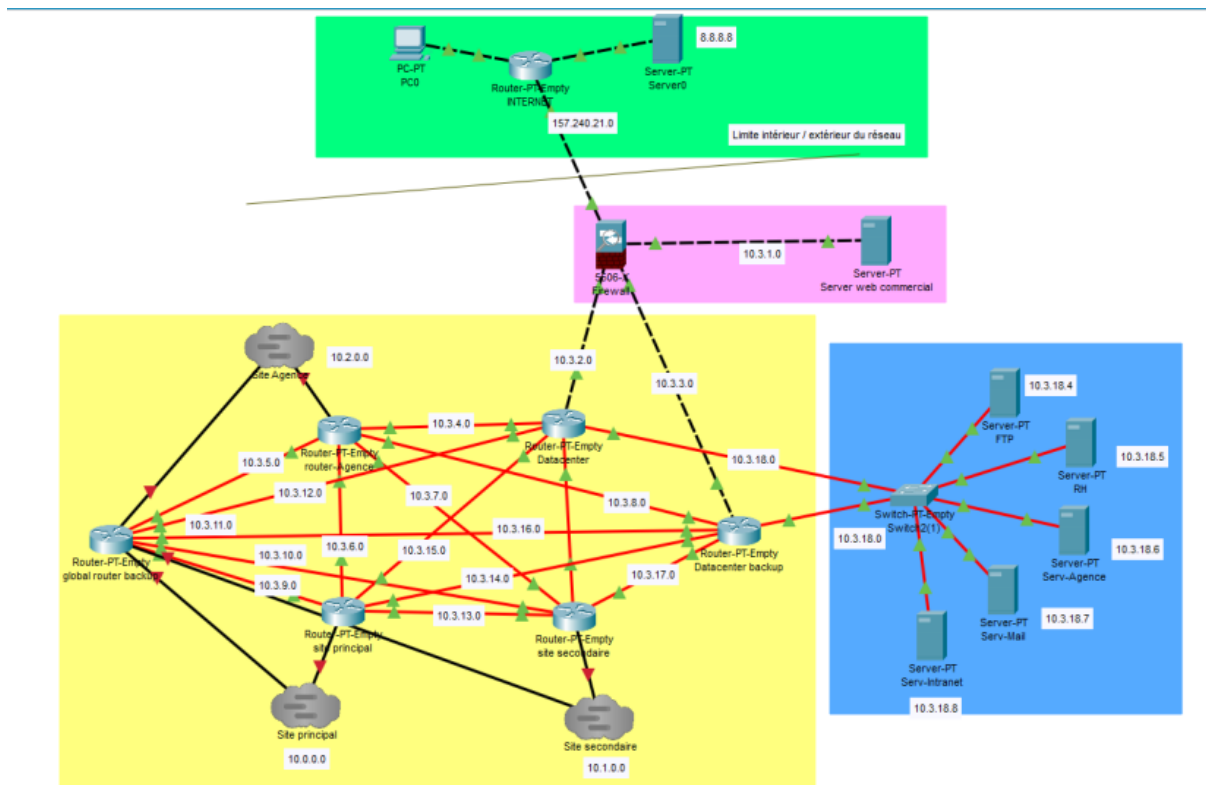 8.8.8.8
PC-PT
PC0
Server-PT
Server0
Router-PT-Empty
INTERNET
157.240.21.0
Limite intérieur / extérieur du réseau
Firewall
10.3.1.0
Server-PT
Server web commercial
10.2.0.0
Site Agence
10.3.2.0
10.3.3.0
10.3.18.4
Server-PT
FTP
10.3.4.0
Router-PT-Empty
router-Agence
Router-PT-Empty
Datacenter
10.3.5.0
10.3.18.0
Server-PT
RH
10.3.18.5
10.3.12.0
10.3.7.0
10.3.8.0
Switch-PT-Empty
Switch2(1)
10.3.11.0
10.3.16.0
10.3.18.0
Router-PT-Empty
global router backup
10.3.10.0
10.3.6.0
10.3.15.0
Router-PT-Empty
Datacenter backup
10.3.18.6
Server-PT
Serv-Agence
10.3.9.0
10.3.14.0
10.3.17.0
10.3.13.0
Router-PT-Empty
site principal
Router-PT-Empty
site secondaire
Server-PT
Serv-Mail
10.3.18.7
Server-PT
Serv-Intranet
10.3.18.8
Site principal
10.0.0.0
Site secondaire
10.1.0.0